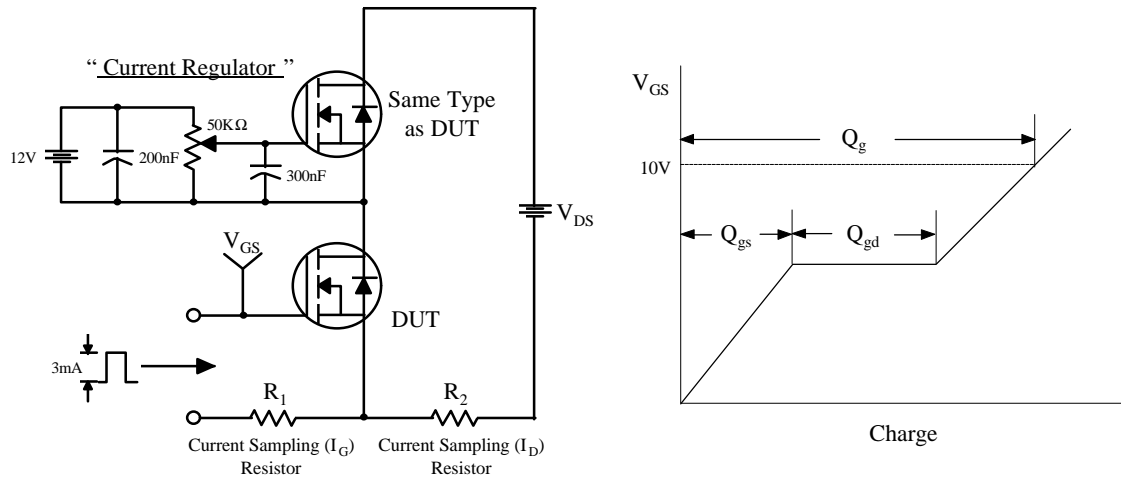 “ Current Regulator ”
12V
200nF
50KΩ
300nF
Same Type
as DUT
V_DS
V_GS
DUT
3mA
R_1
R_2
Current Sampling (I_G)
Resistor
Current Sampling (I_D)
Resistor
V_GS
10V
Q_g
Q_gs
Q_gd
Charge